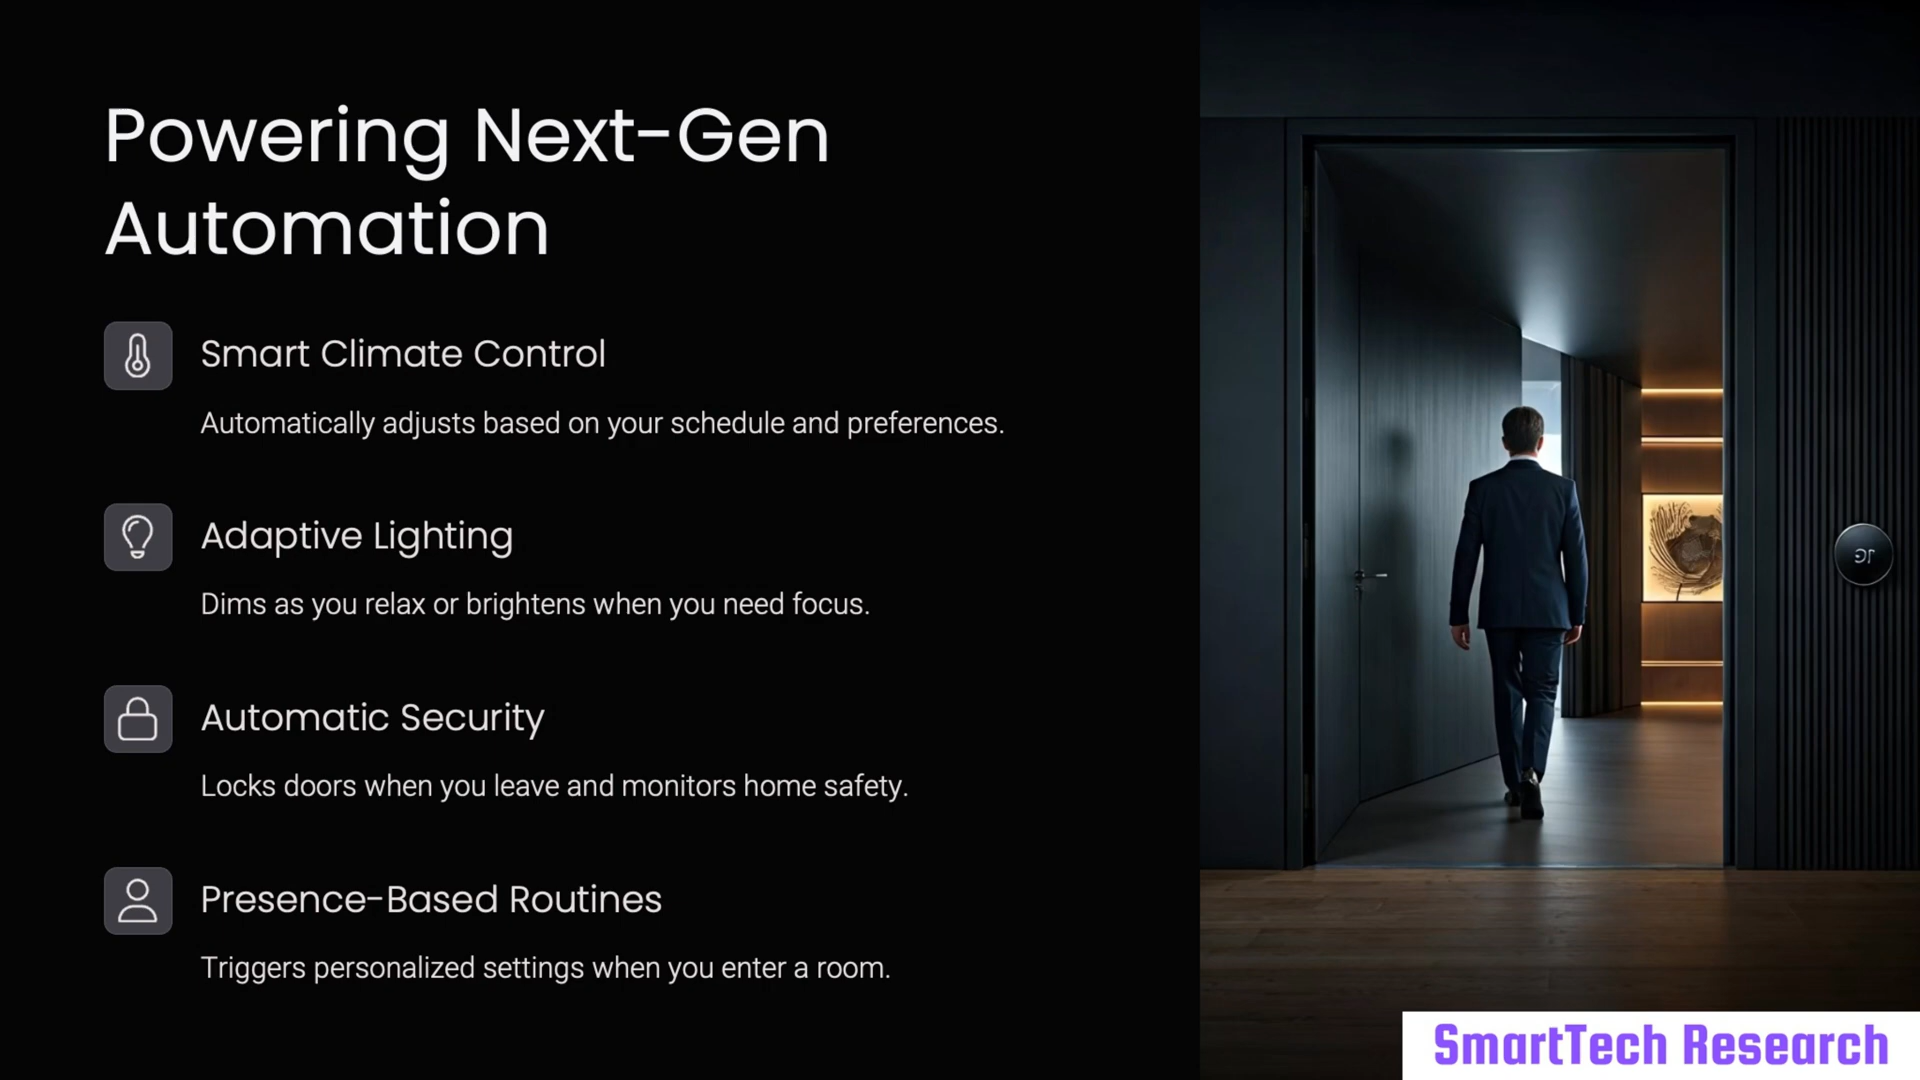 Powering Next-Gen
Automation
Smart Climate Control
Automatically adjusts based on your schedule and preferences.
Adaptive Lighting
Dims as you relax or brightens when you need focus.
Automatic Security
Locks doors when you leave and monitors home safety.
Presence-Based Routines
Triggers personalized settings when you enter a room.
SmartTech Research